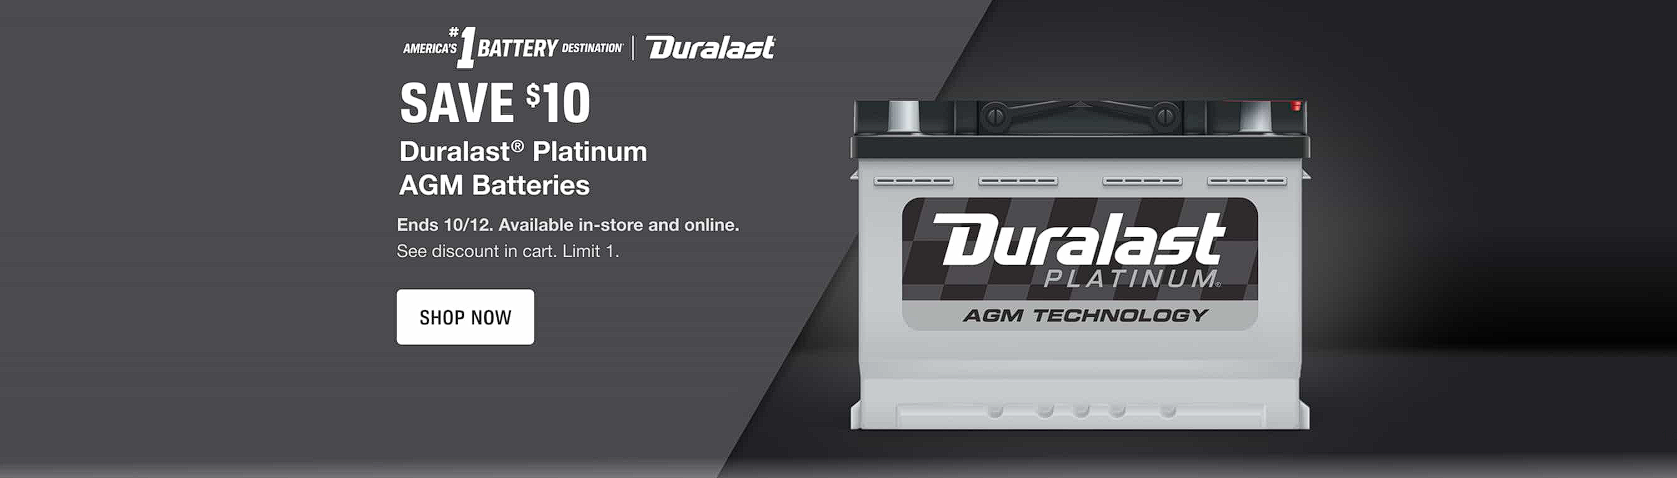 AMERICA'S #1 BATTERY DESTINATION | Duralast
SAVE $10
Duralast® Platinum
AGM Batteries
Ends 10/12. Available in-store and online.
See discount in cart. Limit 1.
SHOP NOW
Duralast
PLATINUM®
AGM TECHNOLOGY